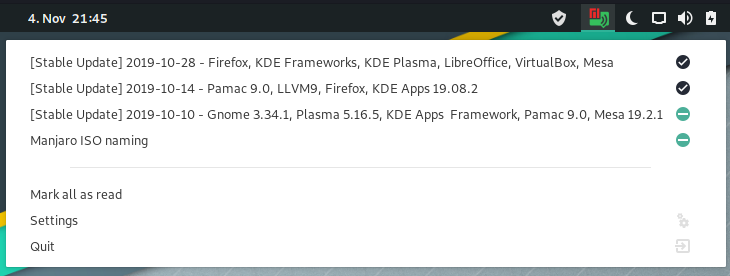 4. Nov 21:45
[Stable Update] 2019-10-28 - Firefox, KDE Frameworks, KDE Plasma, LibreOffice, VirtualBox, Mesa
[Stable Update] 2019-10-14 - Pamac 9.0, LLVM9, Firefox, KDE Apps 19.08.2
[Stable Update] 2019-10-10 - Gnome 3.34.1, Plasma 5.16.5, KDE Apps Framework, Pamac 9.0, Mesa 19.2.1
Manjaro ISO naming
Mark all as read
Settings
Quit